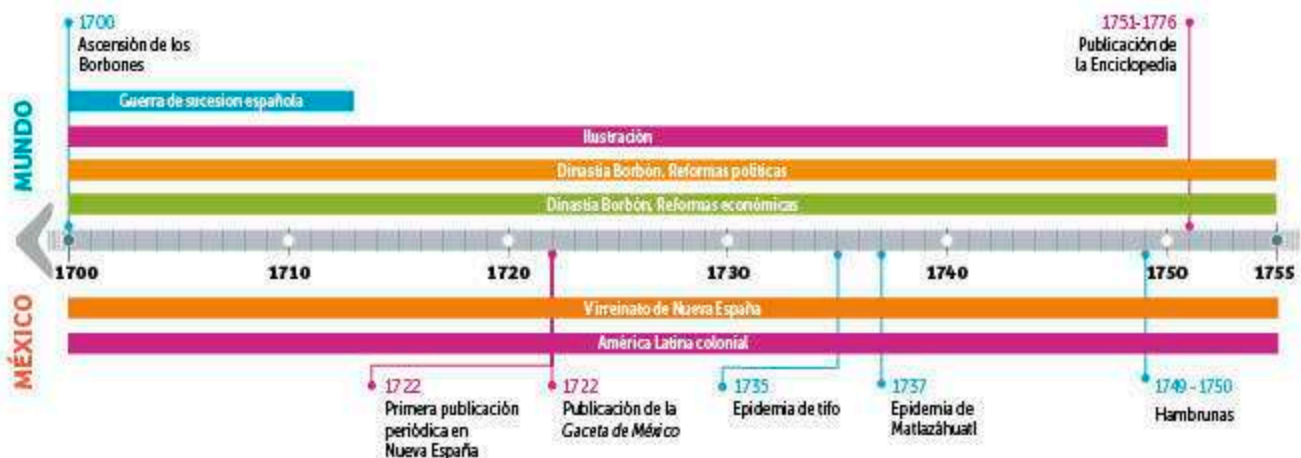 1700
Ascensión de los
Borbones
1751-1776
Publicación de
la Enciclopedia
MUNDO
Guerra de sucesion española
Ilustración
Dinastía Borbón. Reformas políticas
Dinastía Borbón. Reformas económicas
1700 1710 1720 1730 1740 1750 1755
MÉXICO
Virreinato de Nueva España
América Latina colonial
1722
Primera publicación
periódica en
Nueva España
1722
Publicación de la
Gaceta de México
1735
Epidemia de tifo
1737
Epidemia de
Matlazáhuatl
1749 - 1750
Hambrunas